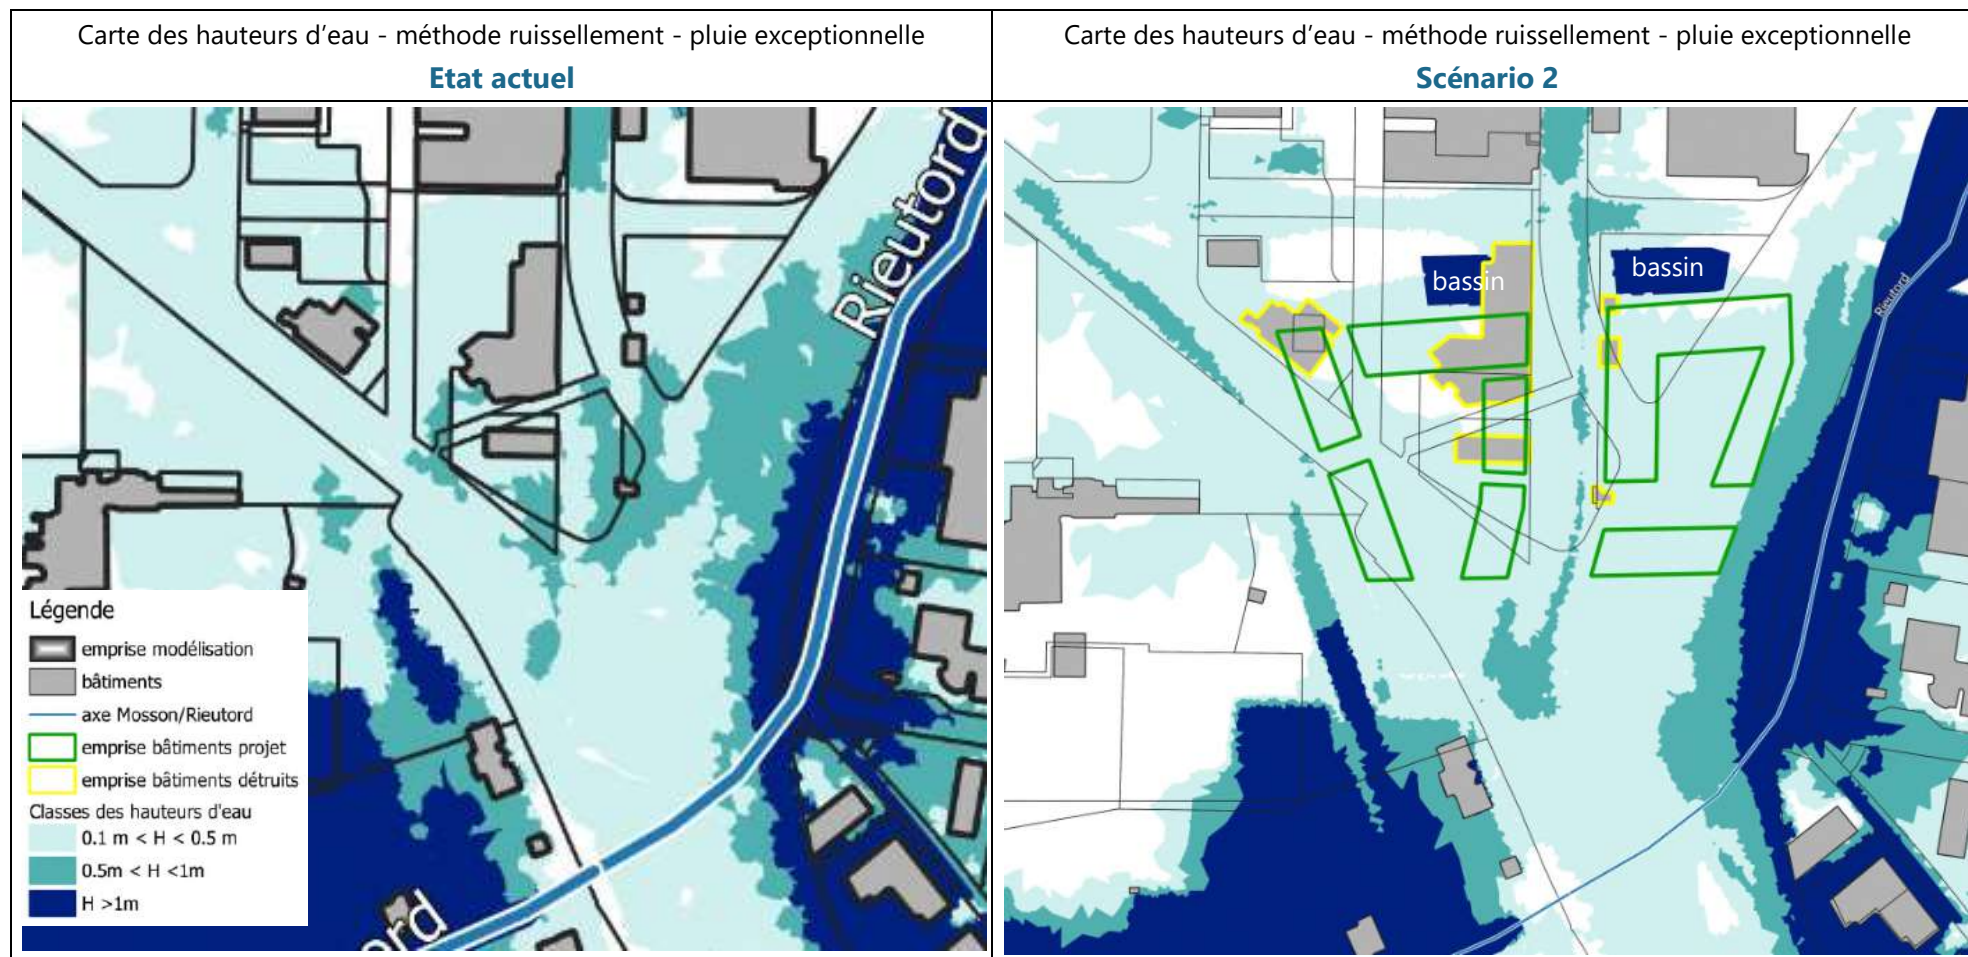 Carte des hauteurs d’eau - méthode ruissellement - pluie exceptionnelle
Etat actuel
Carte des hauteurs d’eau - méthode ruissellement - pluie exceptionnelle
Scénario 2
Rieutord
ord
Légende
emprise modélisation
bâtiments
axe Mosson/Rieutord
emprise bâtiments projet
emprise bâtiments détruits
Classes des hauteurs d'eau
0.1 m < H < 0.5 m
0.5m < H <1m
H >1m
bassin
bassin
Rieutord